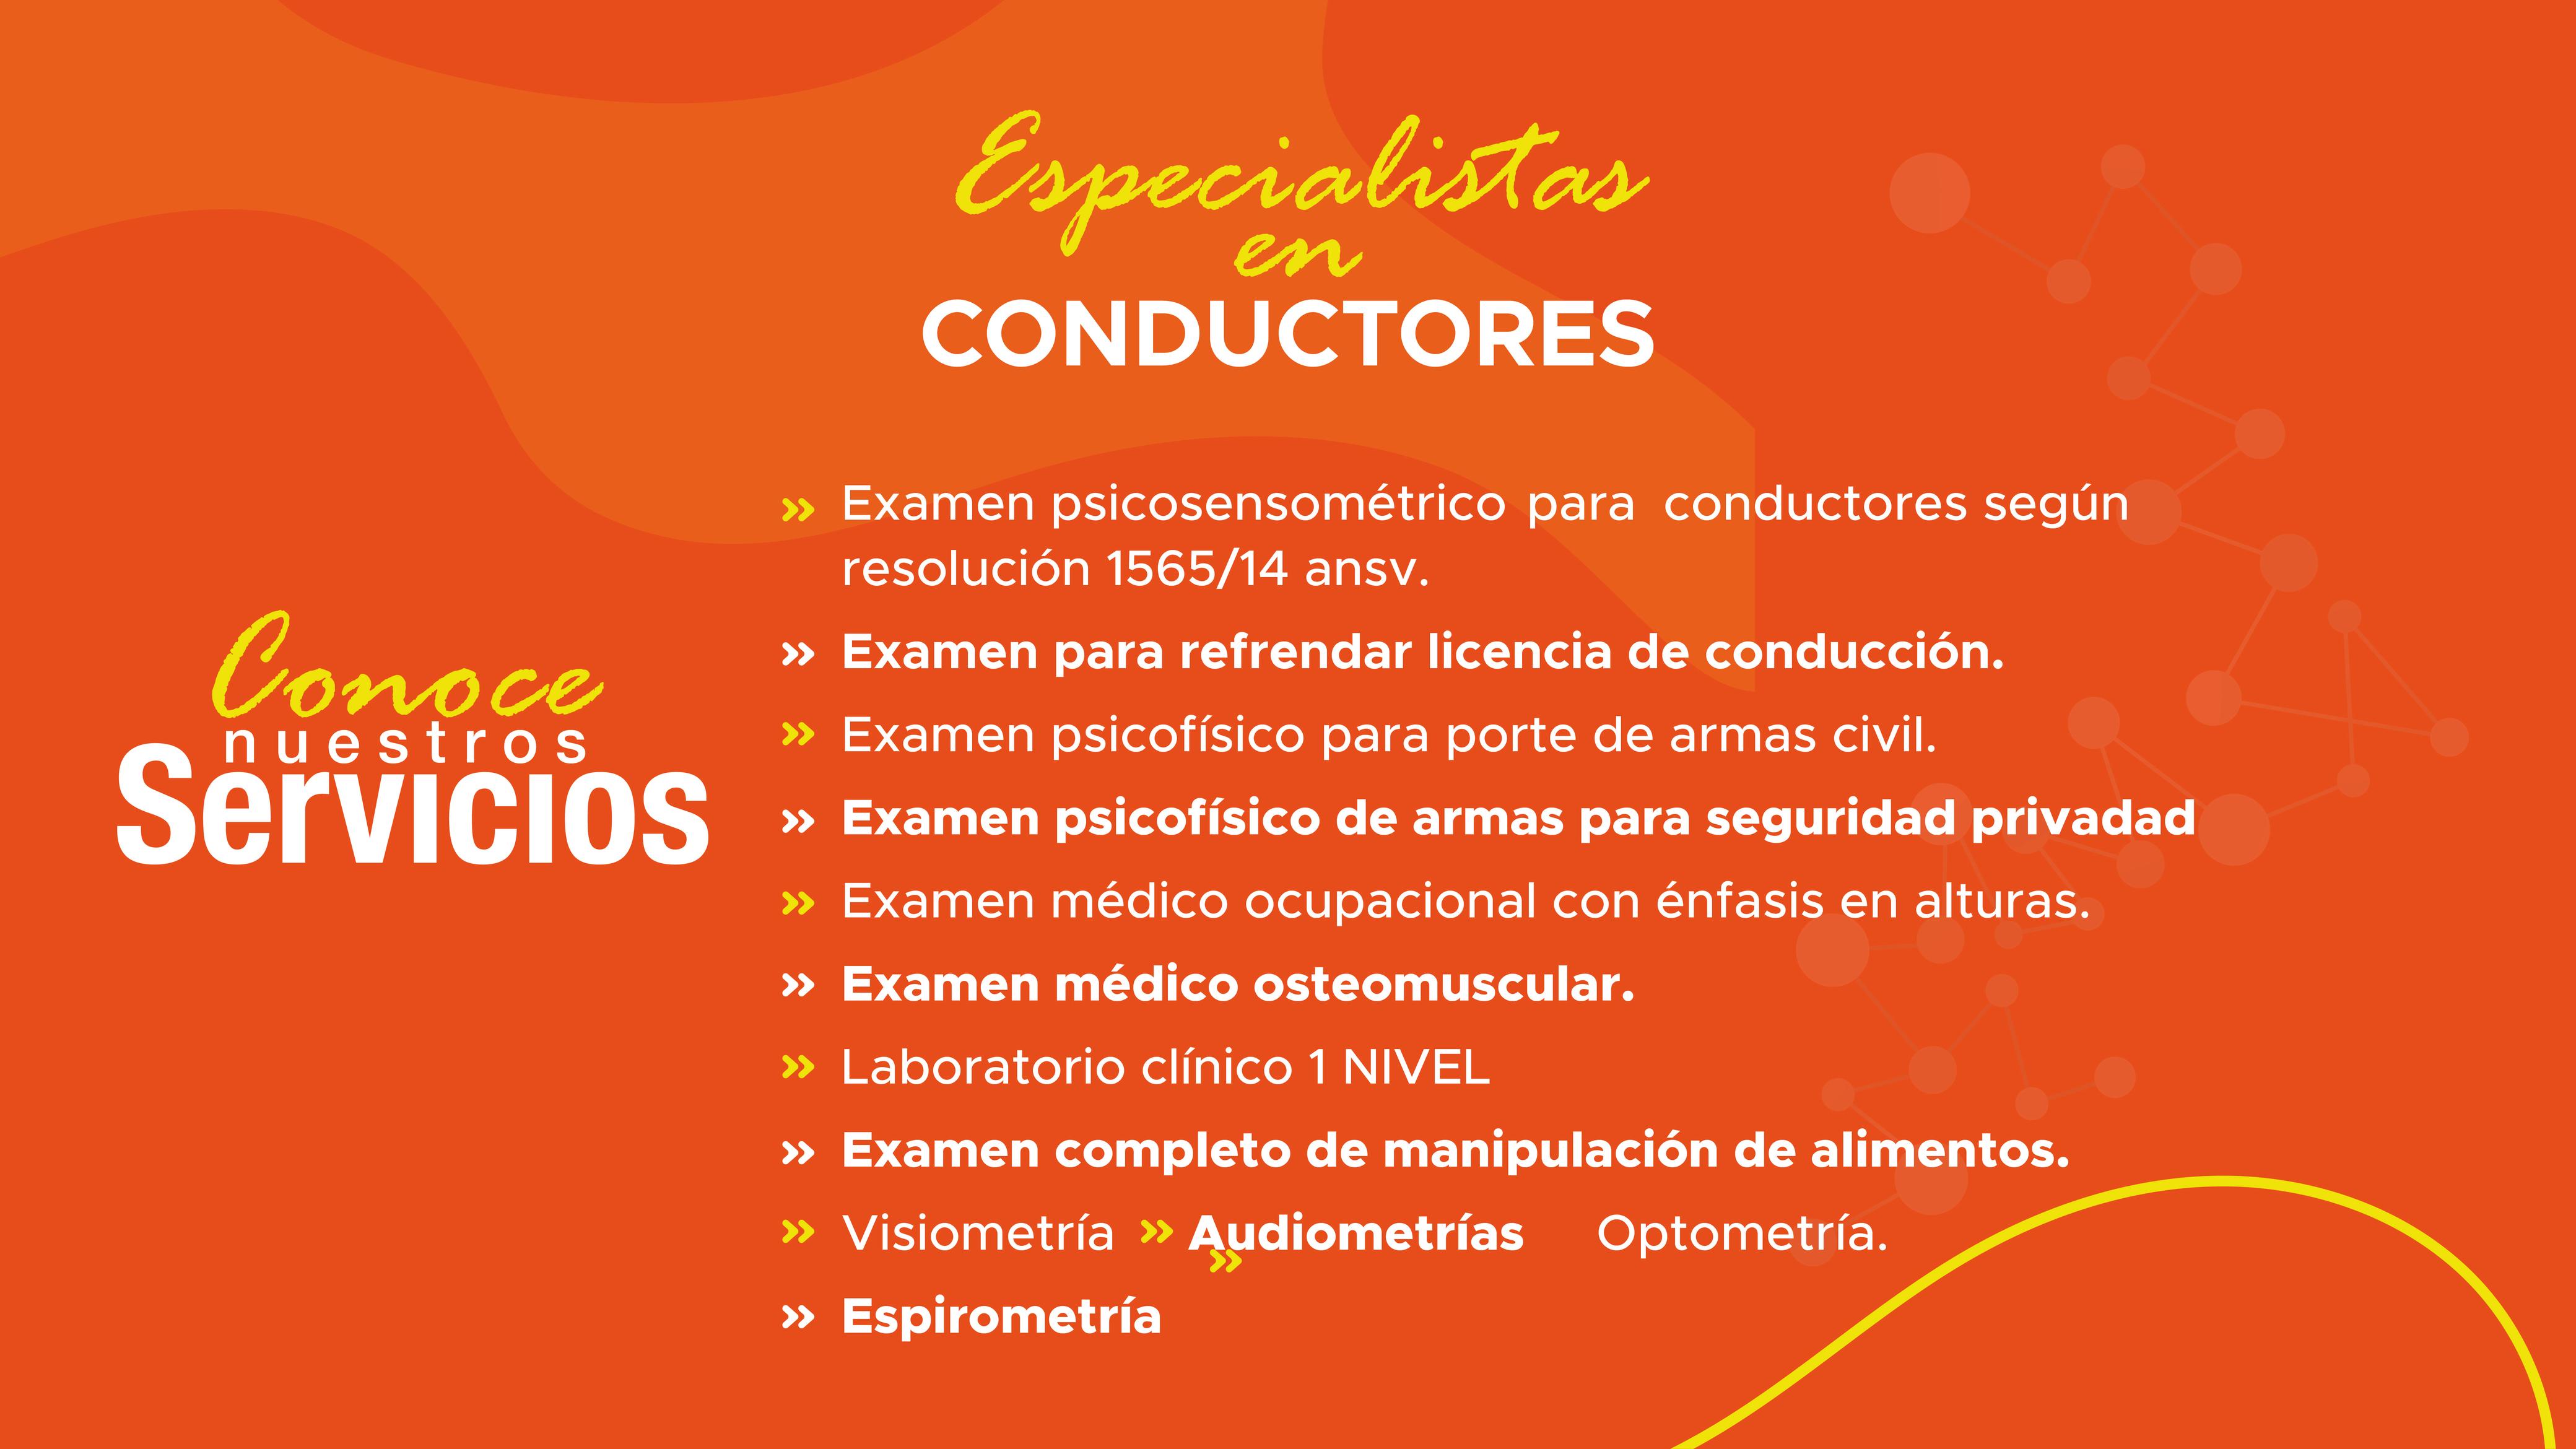 Especialistas
en
CONDUCTORES
Conoce
nuestros
Servicios
» Examen psicosensométrico para conductores según
resolución 1565/14 ansv.
» Examen para refrendar licencia de conducción.
» Examen psicofísico para porte de armas civil.
» Examen psicofísico de armas para seguridad privadad
» Examen médico ocupacional con énfasis en alturas.
» Examen médico osteomuscular.
» Laboratorio clínico 1 NIVEL
» Examen completo de manipulación de alimentos.
» Visiometría » Audiometrías » Optometría.
» Espirometría